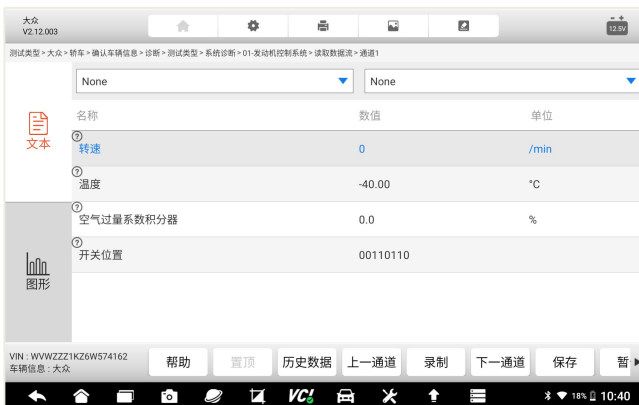 大众
V2.12.003
12.5V
测试类型 > 大众 > 轿车 > 确认车辆信息 > 诊断 > 测试类型 > 系统诊断 > 01-发动机控制系统 > 读取数据流 > 通道1
None
None
文本
图形
名称 数值 单位
转速 0 /min
温度 -40.00 °C
空气过量系数积分器 0.0 %
开关位置 00110110
VIN : WVWZZZ1KZ6W574162
车辆信息 : 大众
帮助 置顶 历史数据 上一通道 录制 下一通道 保存 暂
VCI 18% 10:40